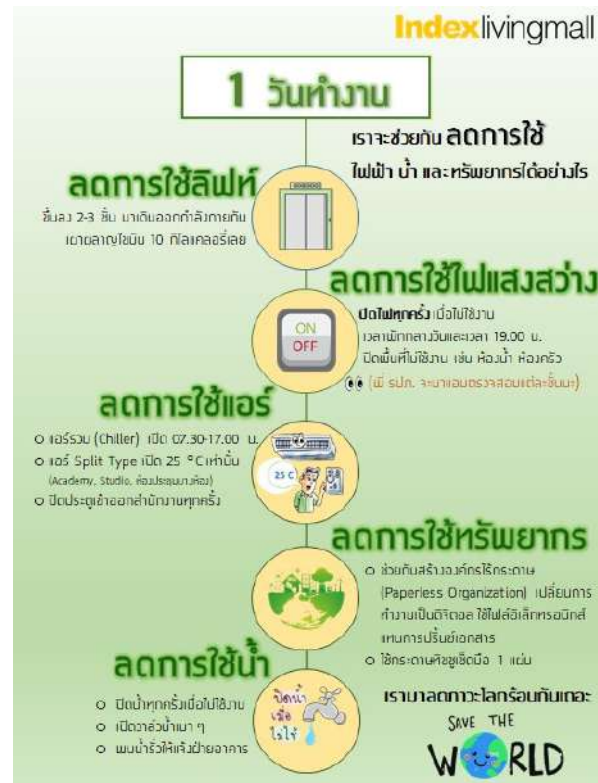 Indexlivingmall
1 วันทำงาน
เราจะช่วยกัน ลดการใช้
ไฟฟ้า น้ำ และทรัพยากรได้อย่างไร
ลดการใช้ลิฟท์
ขึ้นลง 2-3 ชั้น มาเดินออกกำลังกายกัน
เผาผลาญไขมัน 10 กิโลแคลอรี่เลย
ลดการใช้ไฟแสงสว่าง
ปิดไฟทุกครั้งเมื่อไม่ใช้งาน
เวลาพักกลางวันและเวลา 19.00 น.
ปิดพื้นที่ไม่ใช้งาน เช่น ห้องน้ำ ห้องครัว
(พี่ รปภ. จะมาแอบตรวจสอบแต่ละชั้นนะ)
ON
OFF
ลดการใช้แอร์
แอร์รวม (Chiller) เปิด 07.30-17.00 น.
แอร์ Split Type เปิด 25 °C เท่านั้น
(Academy, Studio, ห้องประชุมบางห้อง)
ปิดประตูเข้าออกสำนักงานทุกครั้ง
25 C
ลดการใช้ทรัพยากร
ช่วยกันสร้างองค์กรไร้กระดาษ
(Paperless Organization) เปลี่ยนการ
ทำงานเป็นดิจิตอล ใช้ไฟล์อิเล็กทรอนิกส์
แทนการปริ้นย์เอกสาร
ใช้กระดาษทิชชูเช็ดมือ 1 แผ่น
ลดการใช้น้ำ
ปิดน้ำทุกครั้งเมื่อไม่ใช้งาน
เปิดวาล์วน้ำเบา ๆ
พบน้ำรั่วให้แจ้งฝ่ายอาคาร
ปิดน้ำ
เมื่อ
ไม่ใช้
เรามาลดภาวะโลกร้อนกันเถอะ
SAVE THE
WORLD